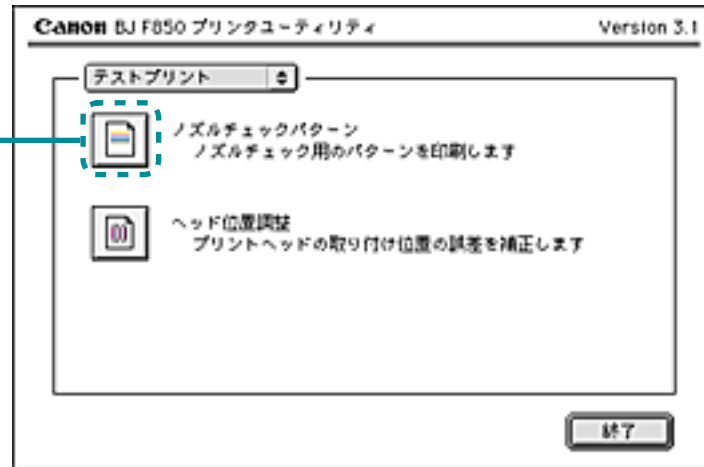 Canon BJ F850 プリンタユーティリティ Version 3.1
テストプリント
ノズルチェックパターン
ノズルチェック用のパターンを印刷します
ヘッド位置調整
プリントヘッドの取り付け位置の誤差を補正します
終了